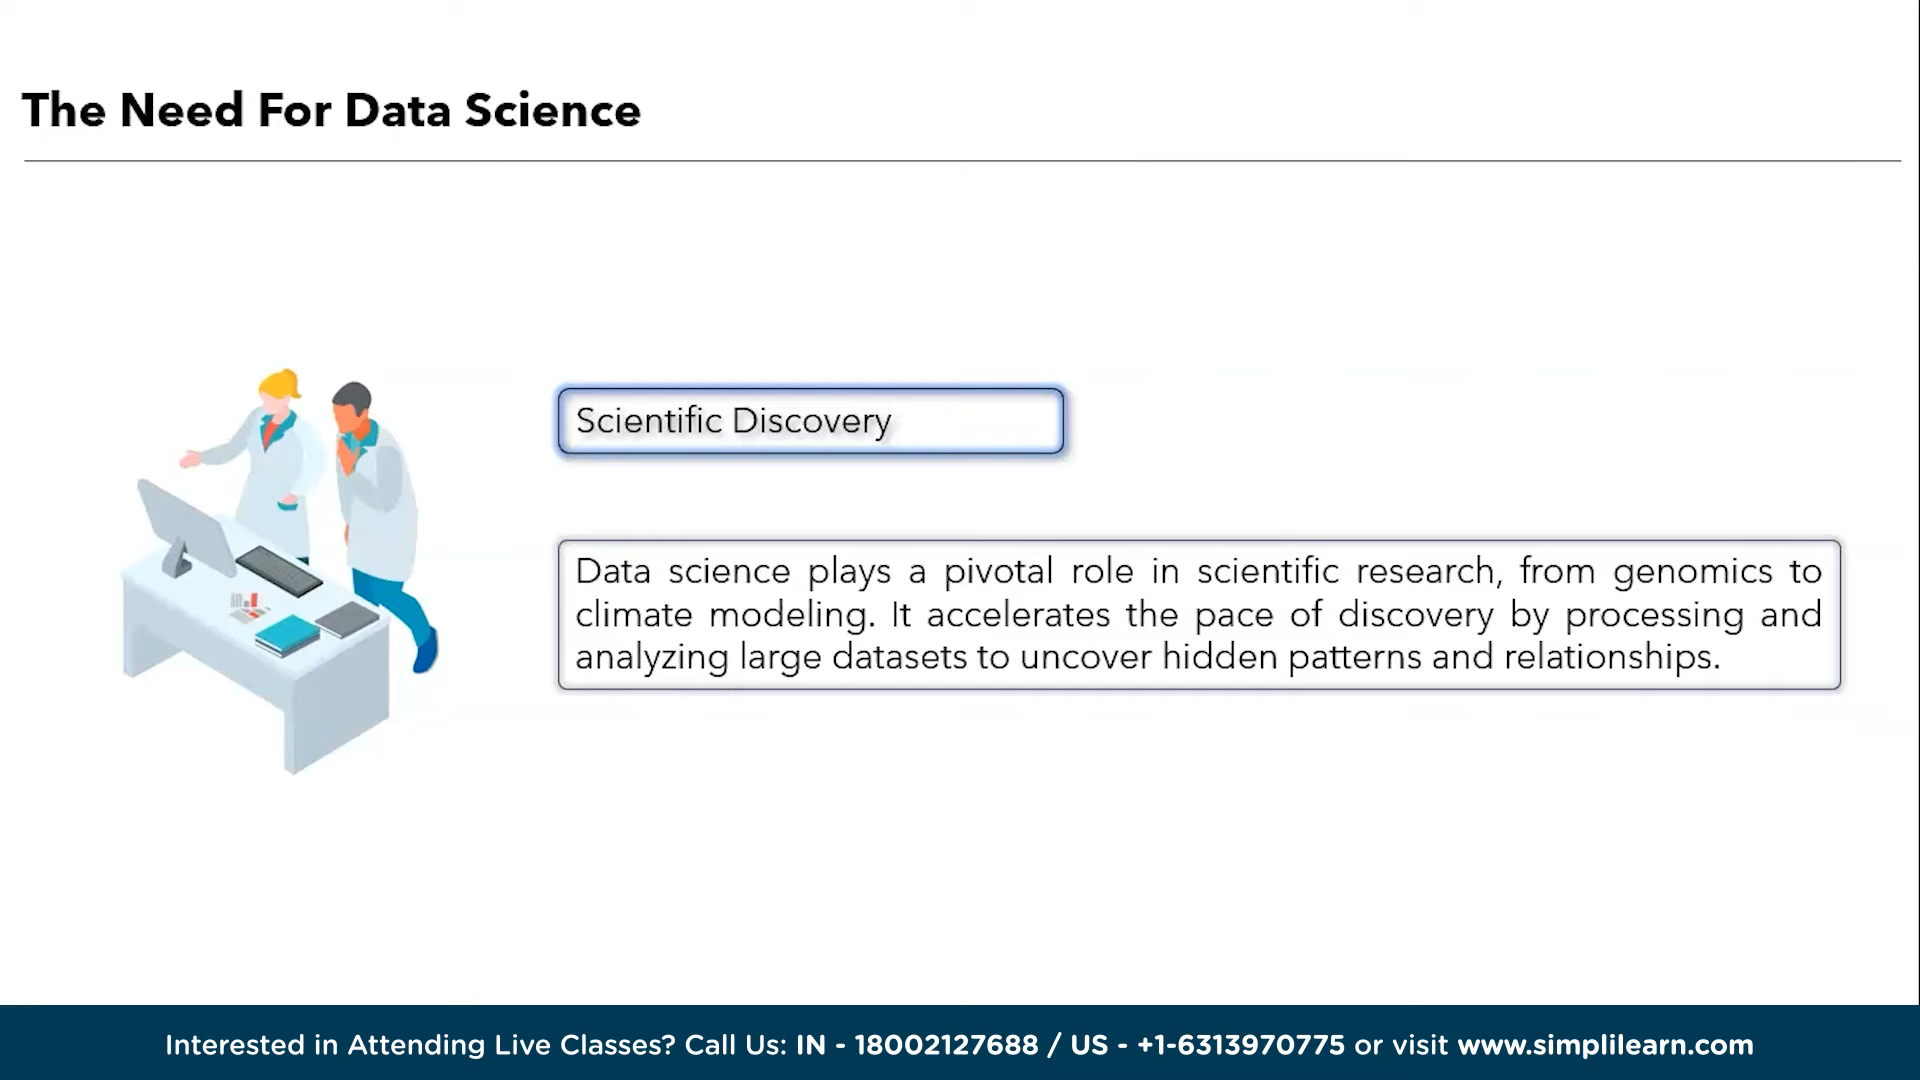 The Need For Data Science
Scientific Discovery
Data science plays a pivotal role in scientific research, from genomics to
climate modeling. It accelerates the pace of discovery by processing and
analyzing large datasets to uncover hidden patterns and relationships.
Interested in Attending Live Classes? Call Us: IN - 18002127688 / US - +1-6313970775 or visit www.simplilearn.com